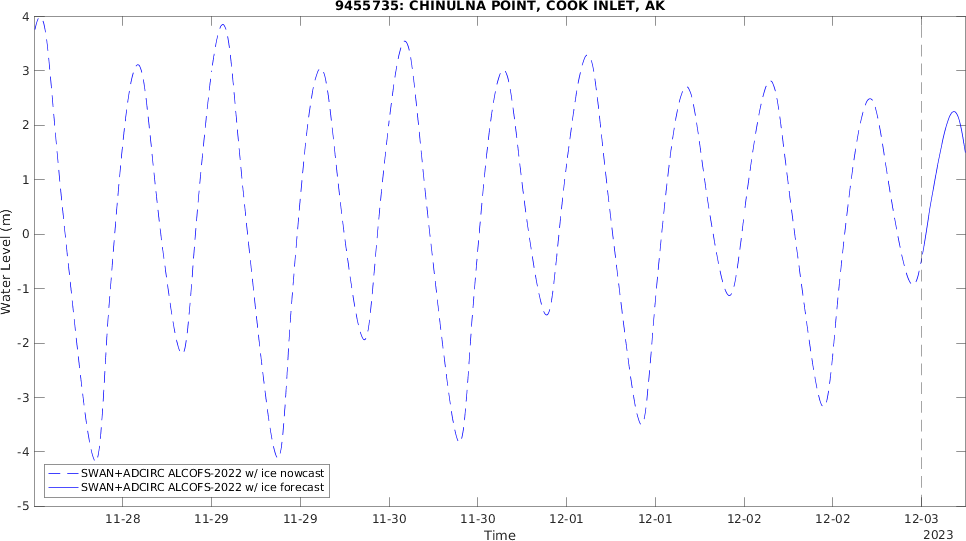 9455735: CHINULNA POINT, COOK INLET, AK
4
3
2
1
0
-1
-2
-3
-4
-5
Water Level (m)
SWAN+ADCIRC ALCOFS-2022 w/ ice nowcast
SWAN+ADCIRC ALCOFS-2022 w/ ice forecast
11-28 11-29 11-29 11-30 11-30 12-01 12-01 12-02 12-02 12-03
Time
2023